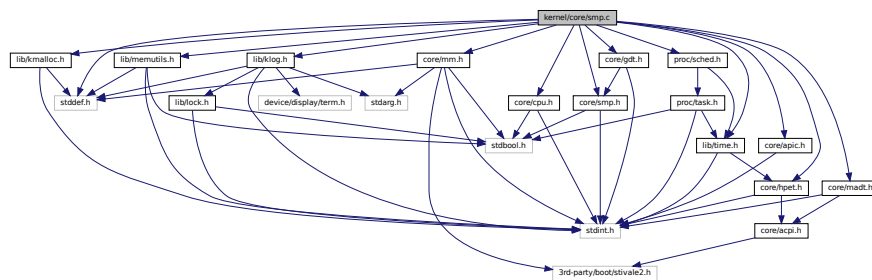 kernel/core/smp.c
lib/kmalloc.h
lib/memutils.h
lib/klog.h
core/mm.h
core/gdt.h
proc/sched.h
stddef.h
lib/lock.h
device/display/term.h
stdarg.h
core/cpu.h
core/smp.h
proc/task.h
stdbool.h
lib/time.h
core/apic.h
core/hpet.h
core/madt.h
stdint.h
core/acpi.h
3rd-party/boot/stivale2.h